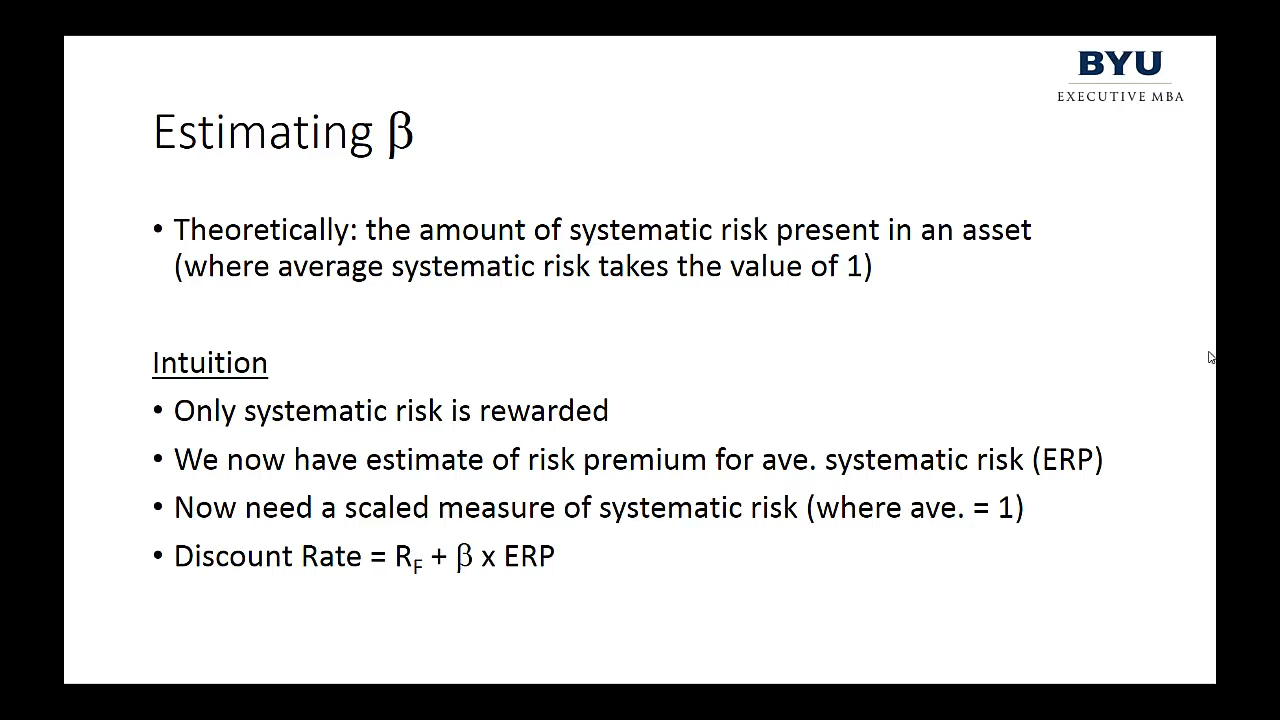 BYU
EXECUTIVE MBA
Estimating β
• Theoretically: the amount of systematic risk present in an asset
(where average systematic risk takes the value of 1)
Intuition
• Only systematic risk is rewarded
• We now have estimate of risk premium for ave. systematic risk (ERP)
• Now need a scaled measure of systematic risk (where ave. = 1)
• Discount Rate = R_F + β x ERP